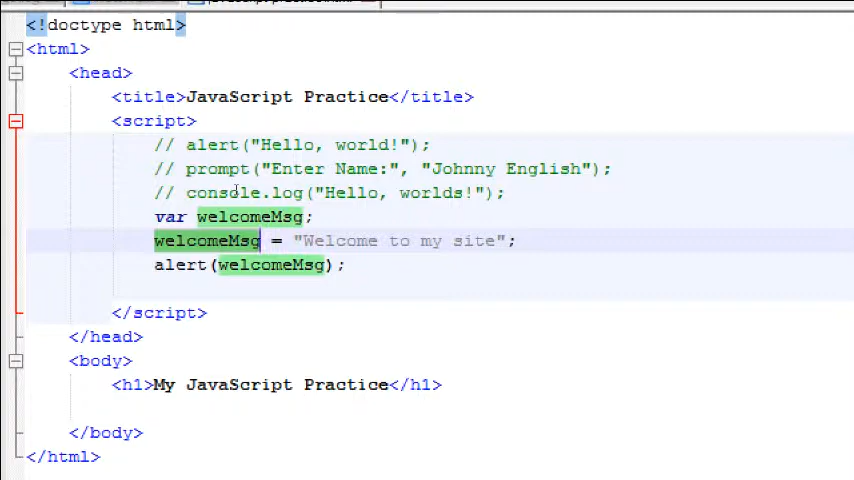 <!doctype html>
<html>
<head>
<title>JavaScript Practice</title>
<script>
// alert("Hello, world!");
// prompt("Enter Name:", "Johnny English");
// console.log("Hello, worlds!");
var welcomeMsg;
welcomeMsg = "Welcome to my site";
alert(welcomeMsg);
</script>
</head>
<body>
<h1>My JavaScript Practice</h1>
</body>
</html>